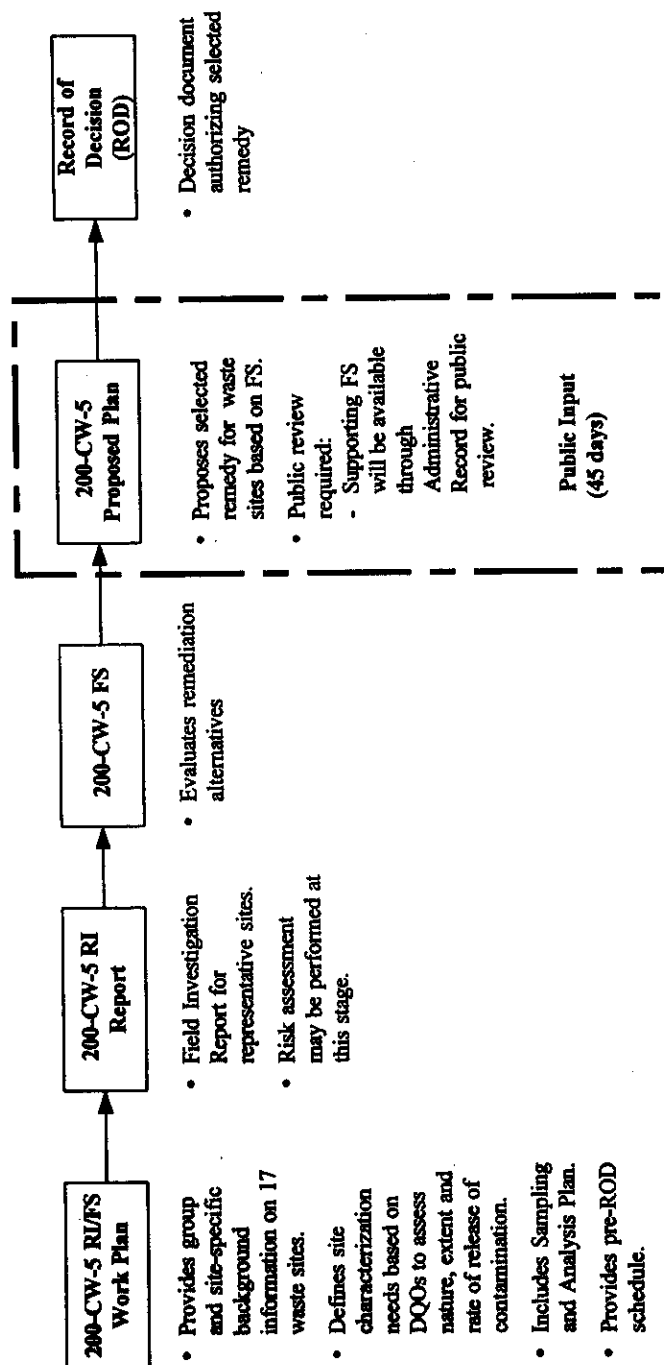 200-CW-5 RI/FS
Work Plan
• Provides group
and site-specific
background
information on 17
waste sites.
• Defines site
characterization
needs based on
DQOs to assess
nature, extent and
rate of release of
contamination.
• Includes Sampling
and Analysis Plan.
• Provides pre-ROD
schedule.
200-CW-5 RI
Report
• Field Investigation
Report for
representative sites.
• Risk assessment
may be performed at
this stage.
200-CW-5 FS
• Evaluates remediation
alternatives
200-CW-5
Proposed Plan
• Proposes selected
remedy for waste
sites based on FS.
• Public review
required:
- Supporting FS
will be available
through
Administrative
Record for public
review.
Public Input
(45 days)
Record of
Decision
(ROD)
• Decision document
authorizing selected
remedy